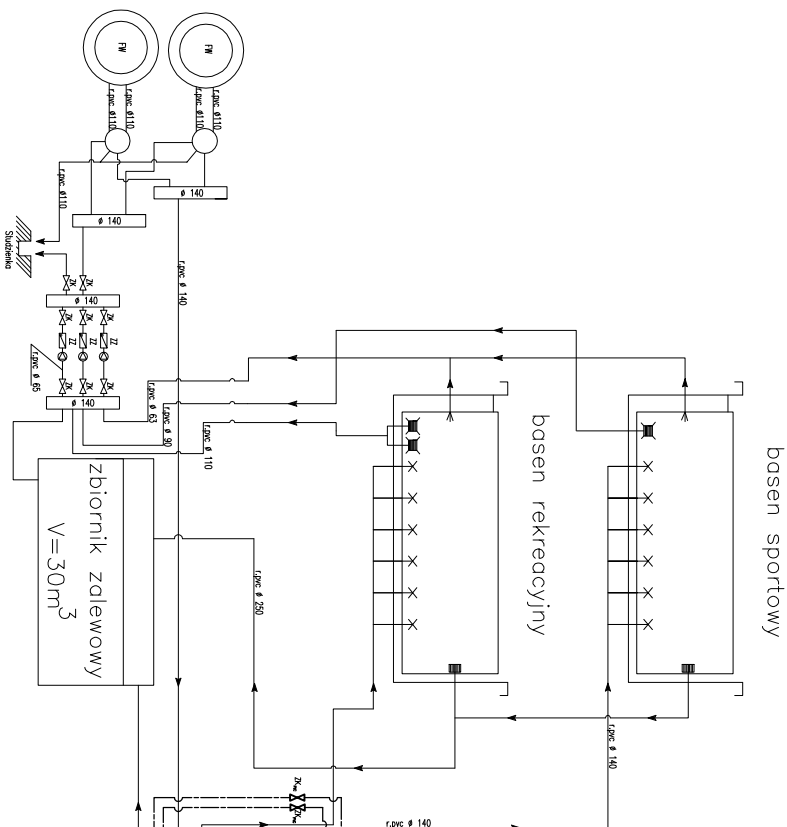 FW
FW
r.pvc ø110
r.pvc ø110
r.pvc ø110
r.pvc ø110
r.pvc ø110
ø 140
ø 140
Studzienka
ZK
ZK
ø 140
r.pvc ø 140
ZK
ZK
ZK
ZZ
ZZ
ZZ
r.pvc ø 65
ZK
ZK
ZK
ø 140
r.pvc ø 63
r.pvc ø 90
r.pvc ø 110
basen sportowy
basen rekreacyjny
zbiornik zalewowy
V=30m³
r.pvc ø 250
r.pvc ø 140
r.pvc ø 140